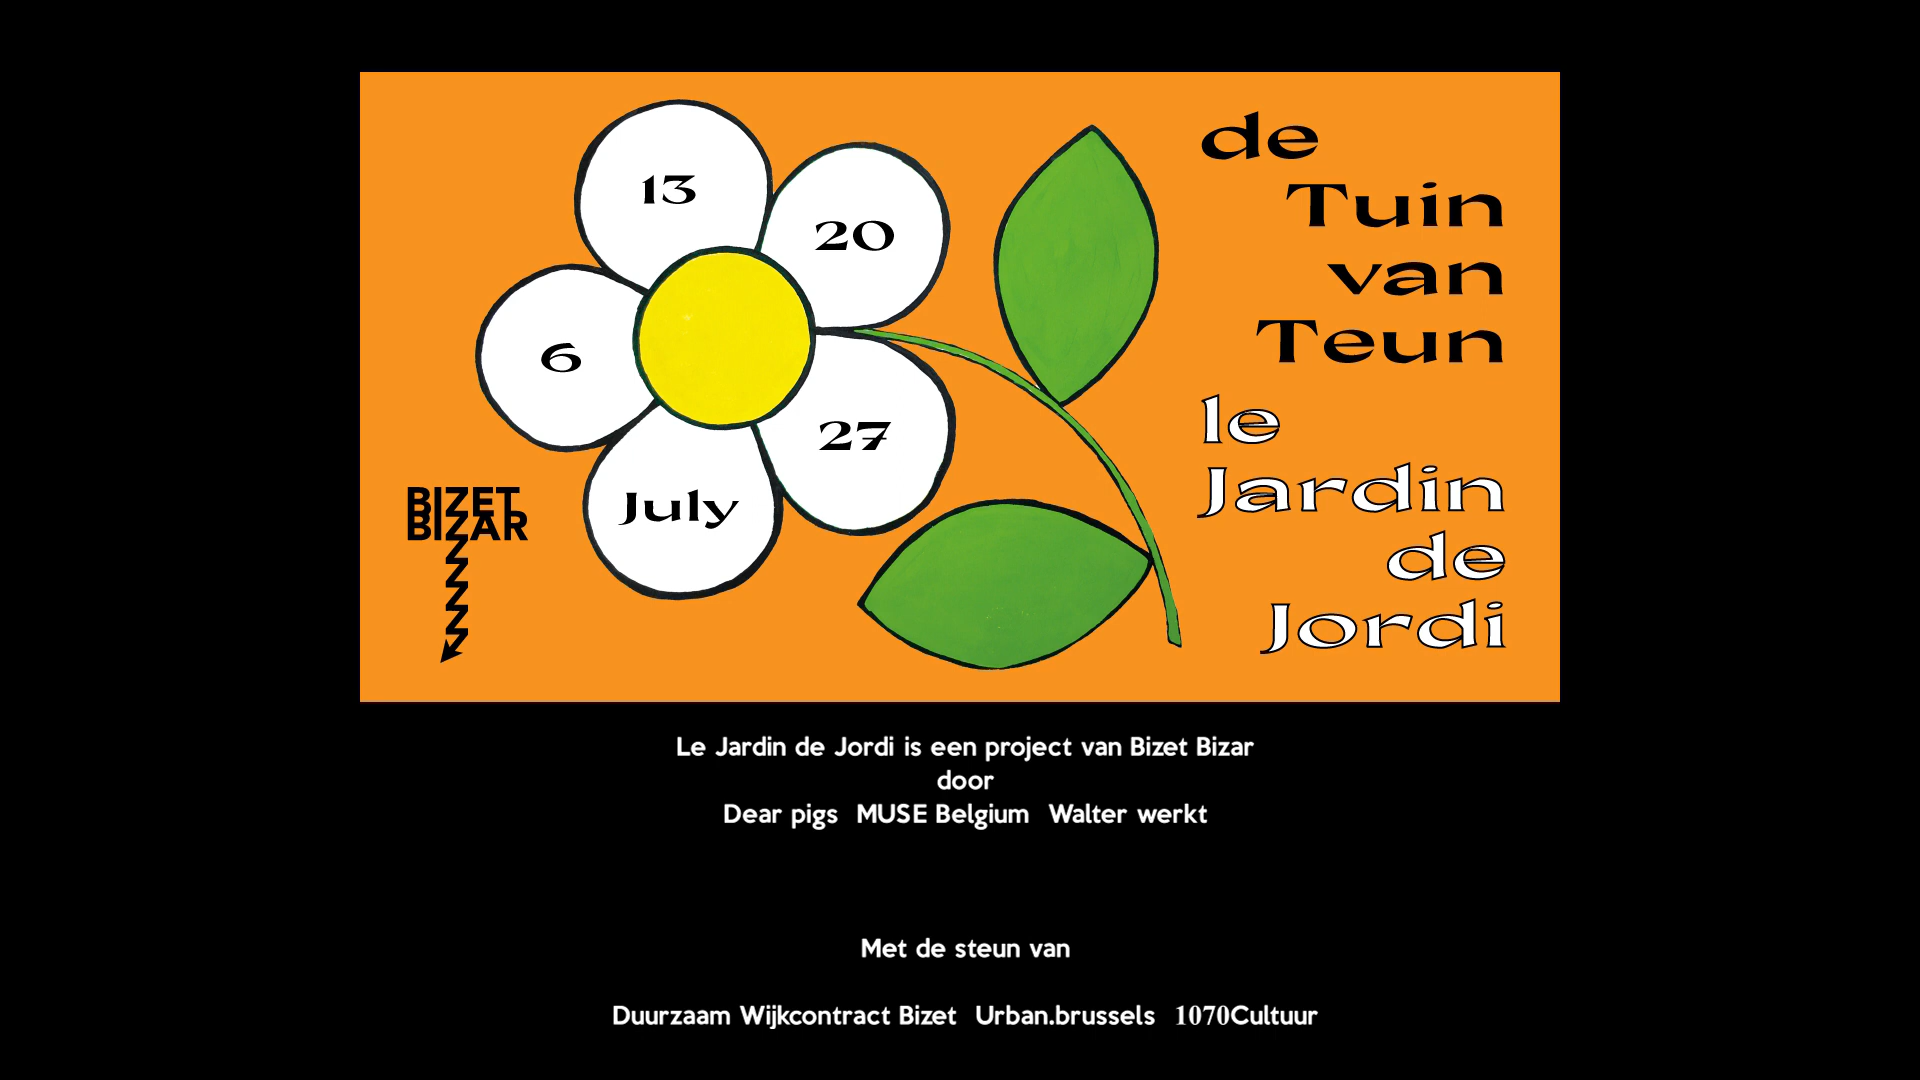 13
20
6
27
July
BIZET
BIZAR
Z
Z
Z
Z
Z
de
Tuin
van
Teun
le
Jardin
de
Jordi
Le Jardin de Jordi is een project van Bizet Bizar
door
Dear pigs MUSE Belgium Walter werkt
Met de steun van
Duurzaam Wijkcontract Bizet Urban.brussels 1070Cultuur